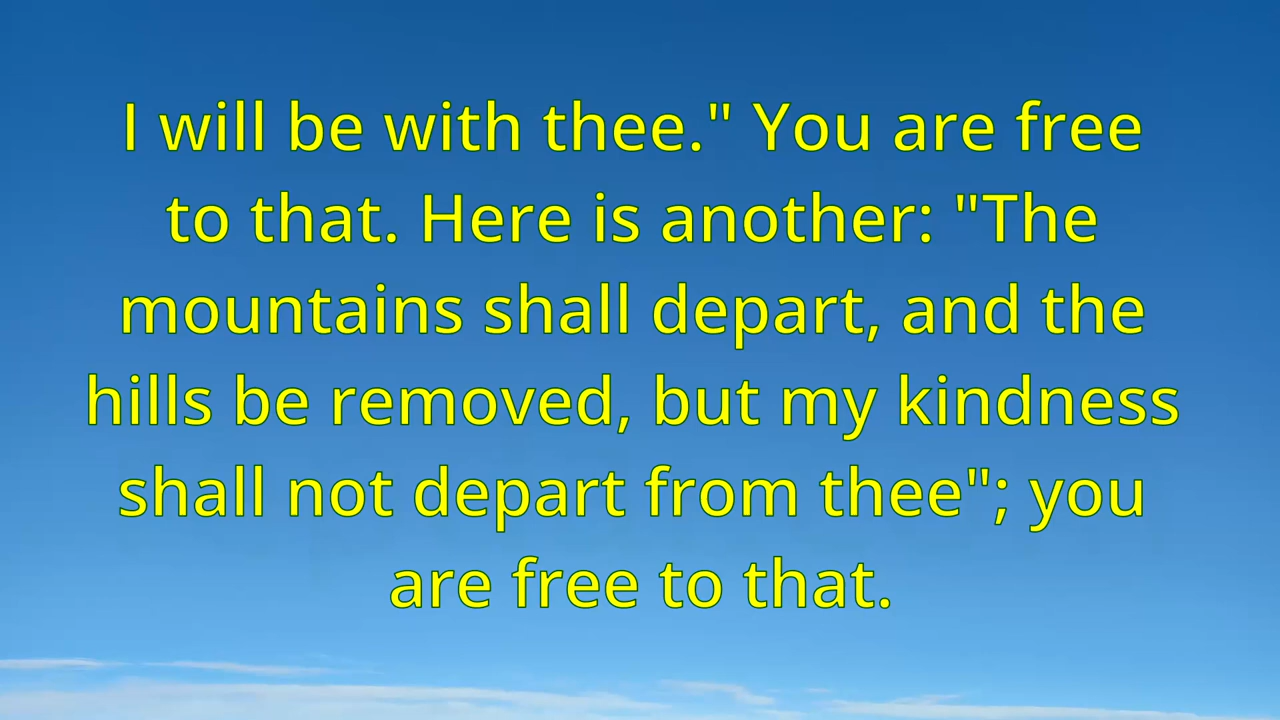 I will be with thee." You are free
to that. Here is another: "The
mountains shall depart, and the
hills be removed, but my kindness
shall not depart from thee"; you
are free to that.